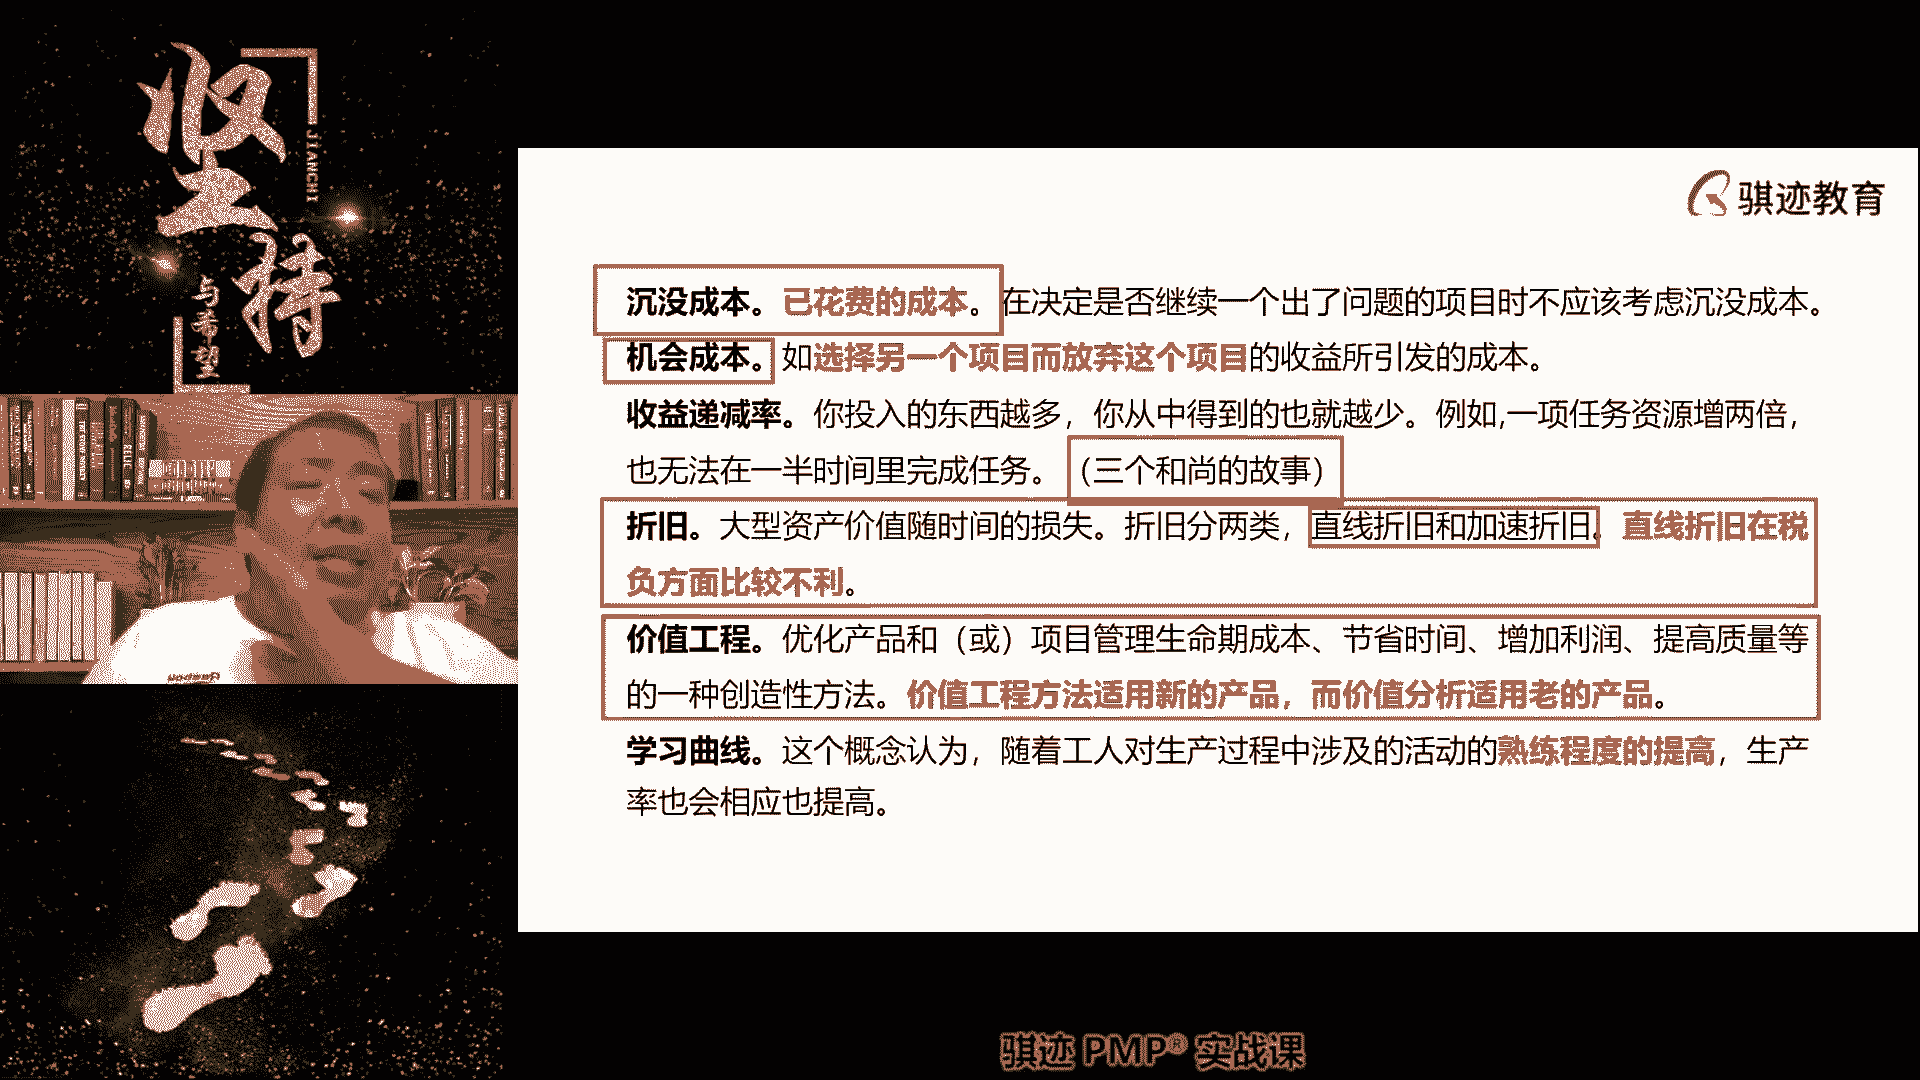 坚持
JIANCHI
与希望
骐迹教育
沉没成本。已花费的成本。在决定是否继续一个出了问题的项目时不应该考虑沉没成本。
机会成本。如选择另一个项目而放弃这个项目的收益所引发的成本。
收益递减率。你投入的东西越多，你从中得到的也就越少。例如,一项任务资源增两倍，
也无法在一半时间里完成任务。（三个和尚的故事）
折旧。大型资产价值随时间的损失。折旧分两类，直线折旧和加速折旧。直线折旧在税
负方面比较不利。
价值工程。优化产品和（或）项目管理生命期成本、节省时间、增加利润、提高质量等
的一种创造性方法。价值工程方法适用新的产品，而价值分析适用老的产品。
学习曲线。这个概念认为，随着工人对生产过程中涉及的活动的熟练程度的提高，生产
率也会相应也提高。
骐迹 PMP® 实战课